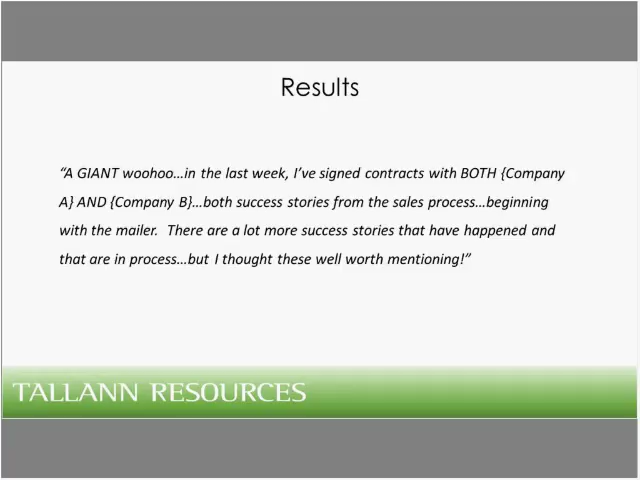 Results
“A GIANT woohoo…in the last week, I’ve signed contracts with BOTH {Company
A} AND {Company B}…both success stories from the sales process…beginning
with the mailer.  There are a lot more success stories that have happened and
that are in process…but I thought these well worth mentioning!”
TALLANN RESOURCES